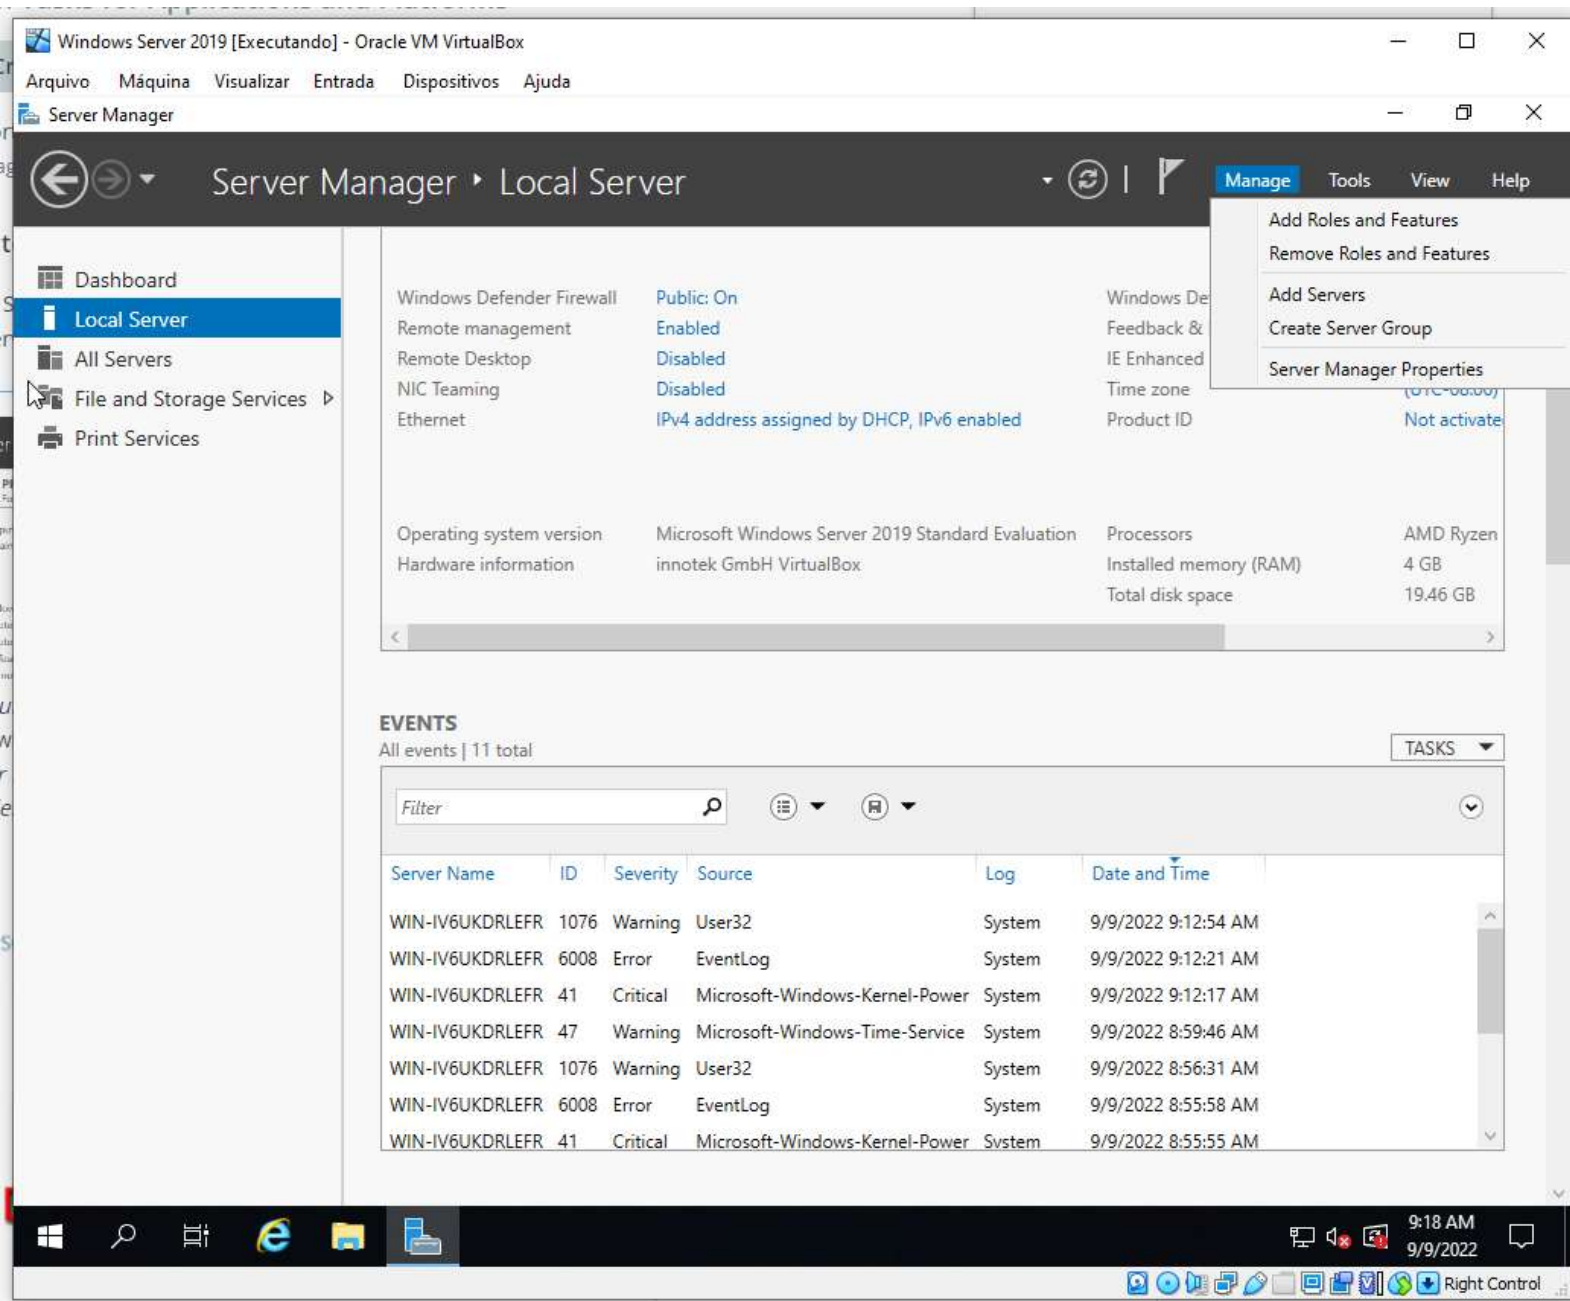 Windows Server 2019 [Executando] - Oracle VM VirtualBox
Arquivo Máquina Visualizar Entrada Dispositivos Ajuda
Server Manager
Server Manager Local Server
Manage Tools View Help
Add Roles and Features
Remove Roles and Features
Add Servers
Create Server Group
Server Manager Properties
Dashboard
Local Server
All Servers
File and Storage Services
Print Services
Windows Defender Firewall Public: On
Remote management Enabled
Remote Desktop Disabled
NIC Teaming Disabled
Ethernet IPv4 address assigned by DHCP, IPv6 enabled
Windows De
Feedback &
IE Enhanced
Time zone (UTC-08:00)
Product ID Not activate
Operating system version Microsoft Windows Server 2019 Standard Evaluation
Hardware information innotek GmbH VirtualBox
Processors AMD Ryzen
Installed memory (RAM) 4 GB
Total disk space 19.46 GB
EVENTS
All events | 11 total
TASKS
Filter
Server Name ID Severity Source Log Date and Time
WIN-IV6UKDRLEFR 1076 Warning User32 System 9/9/2022 9:12:54 AM
WIN-IV6UKDRLEFR 6008 Error EventLog System 9/9/2022 9:12:21 AM
WIN-IV6UKDRLEFR 41 Critical Microsoft-Windows-Kernel-Power System 9/9/2022 9:12:17 AM
WIN-IV6UKDRLEFR 47 Warning Microsoft-Windows-Time-Service System 9/9/2022 8:59:46 AM
WIN-IV6UKDRLEFR 1076 Warning User32 System 9/9/2022 8:56:31 AM
WIN-IV6UKDRLEFR 6008 Error EventLog System 9/9/2022 8:55:58 AM
WIN-IV6UKDRLEFR 41 Critical Microsoft-Windows-Kernel-Power System 9/9/2022 8:55:55 AM
9:18 AM
9/9/2022
Right Control